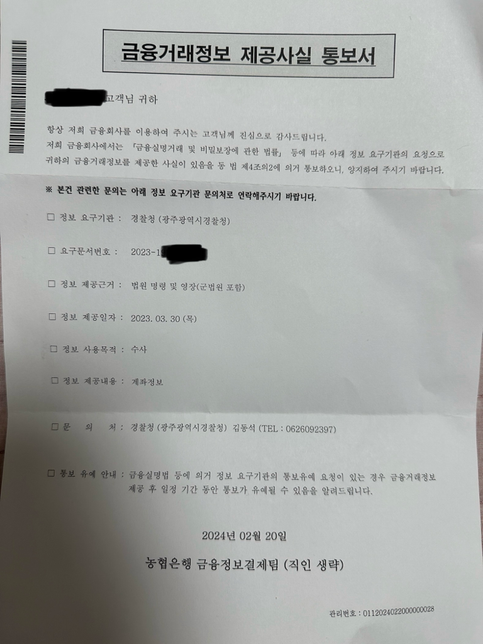 금융거래정보 제공사실 통보서
고객님 귀하
항상 저희 금융회사를 이용하여 주시는 고객님께 진심으로 감사드립니다.
저희 금융회사에서는 「금융실명거래 및 비밀보장에 관한 법률」 등에 따라 아래 정보 요구기관의 요청으로
귀하의 금융거래정보를 제공한 사실이 있음을 동 법 제4조의2에 의거 통보하오니, 양지하여 주시기 바랍니다.
※ 본건 관련한 문의는 아래 정보 요구기관 문의처로 연락해주시기 바랍니다.
□ 정보 요구기관 : 경찰청 (광주광역시경찰청)
□ 요구문서번호 : 2023-1
□ 정보 제공근거 : 법원 명령 및 영장(군법원 포함)
□ 정보 제공일자 : 2023. 03. 30 (목)
□ 정보 사용목적 : 수사
□ 정보 제공내용 : 계좌정보
□ 문 의 처 : 경찰청 (광주광역시경찰청) 김동석 (TEL : 0626092397)
□ 통보 유예 안내 : 금융실명법 등에 의거 정보 요구기관의 통보유예 요청이 있는 경우 금융거래정보
제공 후 일정 기간 동안 통보가 유예될 수 있음을 알려드립니다.
2024년 02월 20일
농협은행 금융정보결제팀 (직인 생략)
관리번호 : 0112024022000000028